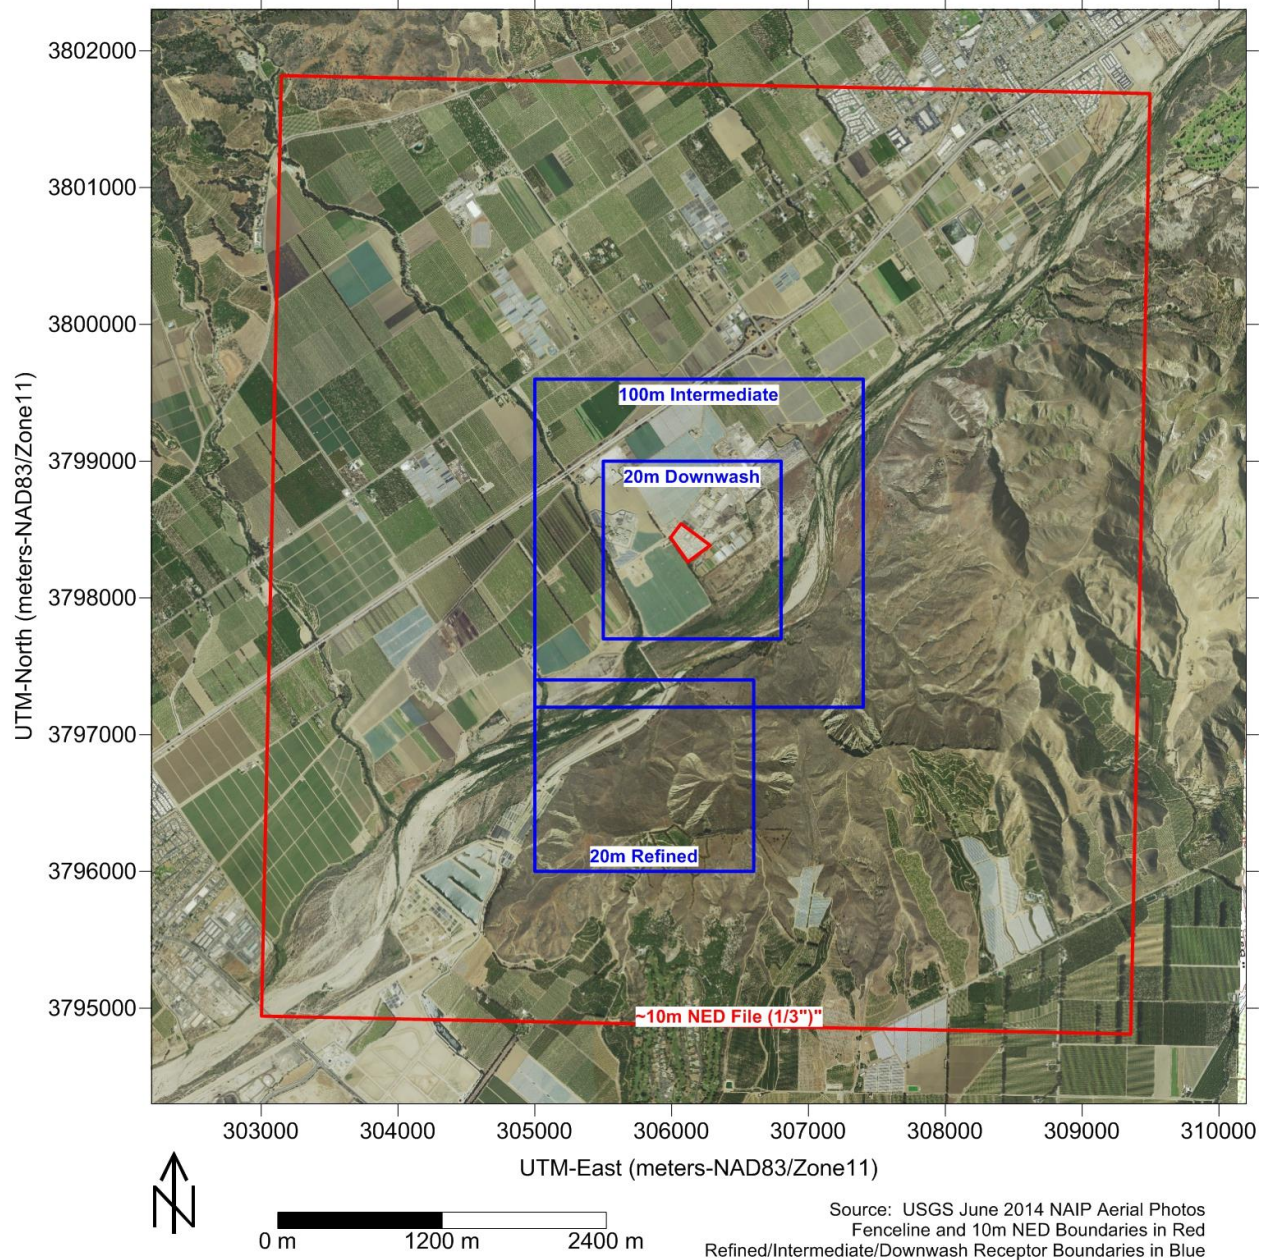 3802000
3801000
3800000
3799000
3798000
3797000
3796000
3795000
UTM-North (meters-NAD83/Zone11)
100m Intermediate
20m Downwash
20m Refined
~10m NED File (1/3")"
303000 304000 305000 306000 307000 308000 309000 310000
UTM-East (meters-NAD83/Zone11)
N
0 m 1200 m 2400 m
Source: USGS June 2014 NAIP Aerial Photos
Fenceline and 10m NED Boundaries in Red
Refined/Intermediate/Downwash Receptor Boundaries in Blue